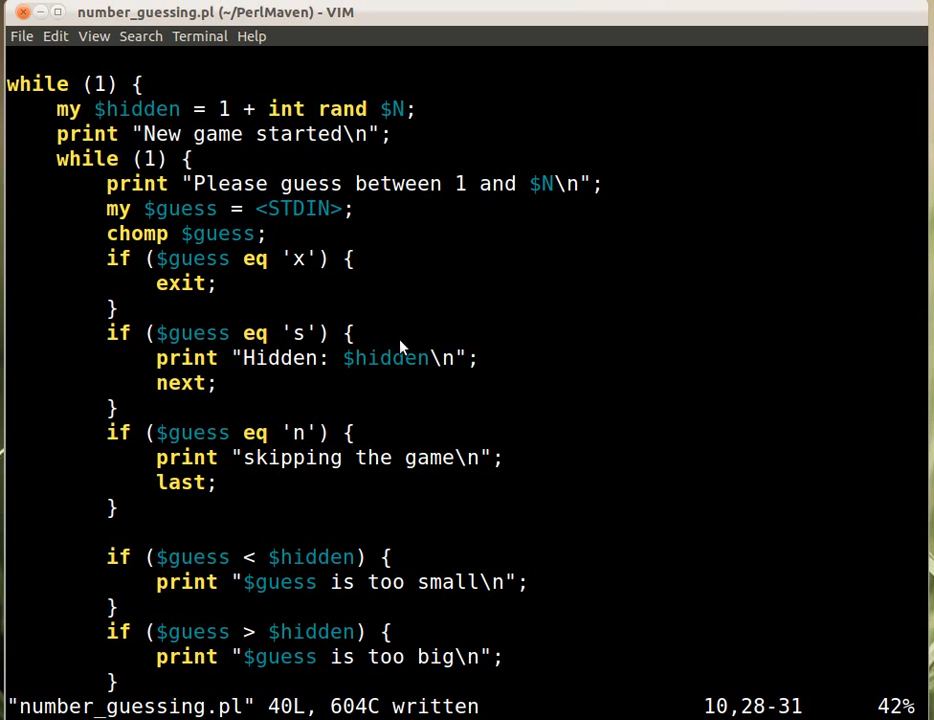 number_guessing.pl (~/PerlMaven) - VIM
File Edit View Search Terminal Help
while (1) {
    my $hidden = 1 + int rand $N;
    print "New game started\n";
    while (1) {
        print "Please guess between 1 and $N\n";
        my $guess = <STDIN>;
        chomp $guess;
        if ($guess eq 'x') {
            exit;
        }
        if ($guess eq 's') {
            print "Hidden: $hidden\n";
            next;
        }
        if ($guess eq 'n') {
            print "skipping the game\n";
            last;
        }

        if ($guess < $hidden) {
            print "$guess is too small\n";
        }
        if ($guess > $hidden) {
            print "$guess is too big\n";
        }
"number_guessing.pl" 40L, 604C written 10,28-31 42%